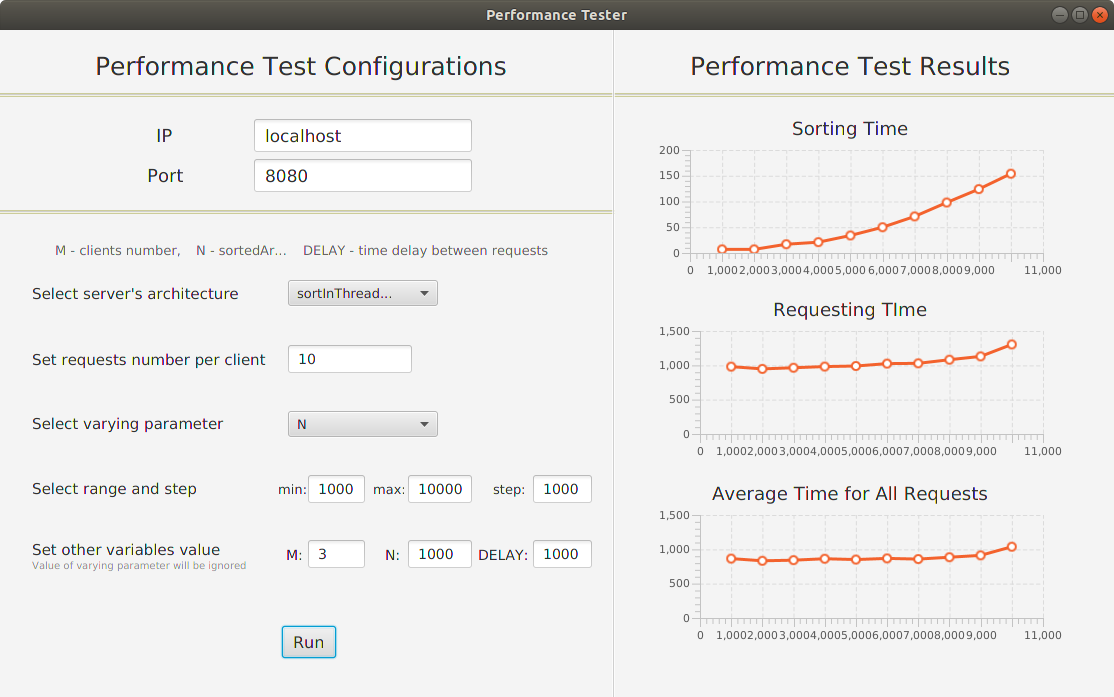 Performance Tester
Performance Test Configurations
IP
localhost
Port
8080
M - clients number, N - sortedAr... DELAY - time delay between requests
Select server's architecture
sortInThread...
Set requests number per client
10
Select varying parameter
N
Select range and step
min: 1000 max: 10000 step: 1000
Set other variables value
Value of varying parameter will be ignored
M: 3 N: 1000 DELAY: 1000
Run
Performance Test Results
Sorting Time
200
150
100
50
0
0 1,000 2,000 3,000 4,000 5,000 6,000 7,000 8,000 9,000 11,000
Requesting TIme
1,500
1,000
500
0
0 1,000 2,000 3,000 4,000 5,000 6,000 7,000 8,000 9,000 11,000
Average Time for All Requests
1,500
1,000
500
0
0 1,000 2,000 3,000 4,000 5,000 6,000 7,000 8,000 9,000 11,000